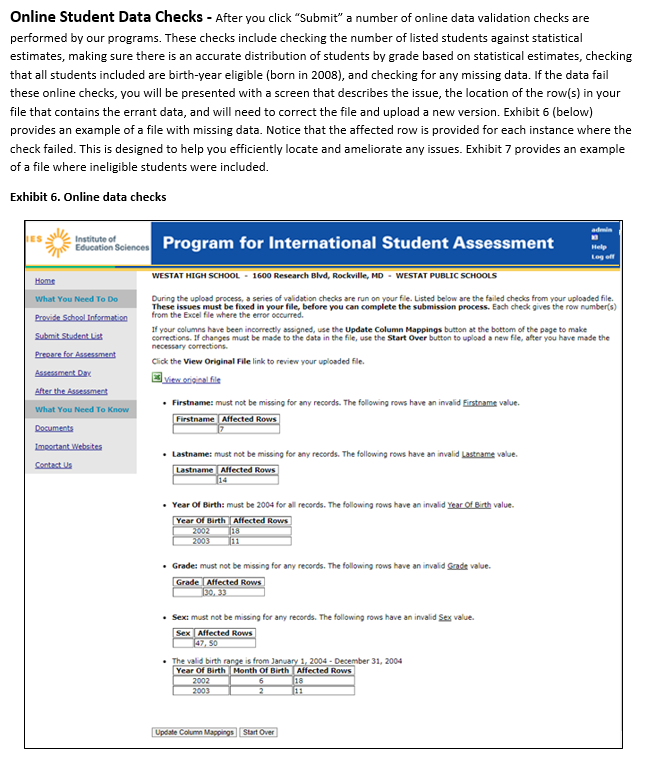 Online Student Data Checks - After you click “Submit” a number of online data validation checks are
performed by our programs. These checks include checking the number of listed students against statistical
estimates, making sure there is an accurate distribution of students by grade based on statistical estimates, checking
that all students included are birth-year eligible (born in 2008), and checking for any missing data. If the data fail
these online checks, you will be presented with a screen that describes the issue, the location of the row(s) in your
file that contains the errant data, and will need to correct the file and upload a new version. Exhibit 6 (below)
provides an example of a file with missing data. Notice that the affected row is provided for each instance where the
check failed. This is designed to help you efficiently locate and ameliorate any issues. Exhibit 7 provides an example
of a file where ineligible students were included.
Exhibit 6. Online data checks
IES Institute of
Education Sciences
Program for International Student Assessment
admin
Help
Log off
Home
What You Need To Do
Provide School Information
Submit Student List
Prepare for Assessment
Assessment Day
After the Assessment
What You Need To Know
Documents
Important Websites
Contact Us
WESTAT HIGH SCHOOL - 1600 Research Blvd, Rockville, MD - WESTAT PUBLIC SCHOOLS
During the upload process, a series of validation checks are run on your file. Listed below are the failed checks from your uploaded file.
These issues must be fixed in your file, before you can complete the submission process. Each check gives the row number(s)
from the Excel file where the error occurred.
If your columns have been incorrectly assigned, use the Update Column Mappings button at the bottom of the page to make
corrections. If changes must be made to the data in the file, use the Start Over button to upload a new file, after you have made the
necessary corrections.
Click the View Original File link to review your uploaded file.
View original file
• Firstname: must not be missing for any records. The following rows have an invalid Firstname value.
Firstname Affected Rows
7
• Lastname: must not be missing for any records. The following rows have an invalid Lastname value.
Lastname Affected Rows
14
• Year Of Birth: must be 2004 for all records. The following rows have an invalid Year Of Birth value.
Year Of Birth Affected Rows
2002 18
2003 11
• Grade: must not be missing for any records. The following rows have an invalid Grade value.
Grade Affected Rows
30, 33
• Sex: must not be missing for any records. The following rows have an invalid Sex value.
Sex Affected Rows
47, 50
• The valid birth range is from January 1, 2004 - December 31, 2004
Year Of Birth Month Of Birth Affected Rows
2002 6 18
2003 2 11
Update Column Mappings Start Over